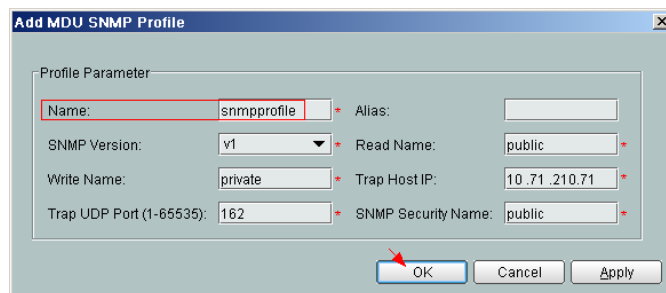 Add MDU SNMP Profile
Profile Parameter
Name: snmpprofile * Alias:
SNMP Version: v1 * Read Name: public *
Write Name: private * Trap Host IP: 10 .71 .210.71 *
Trap UDP Port (1-65535): 162 * SNMP Security Name: public *
OK Cancel Apply